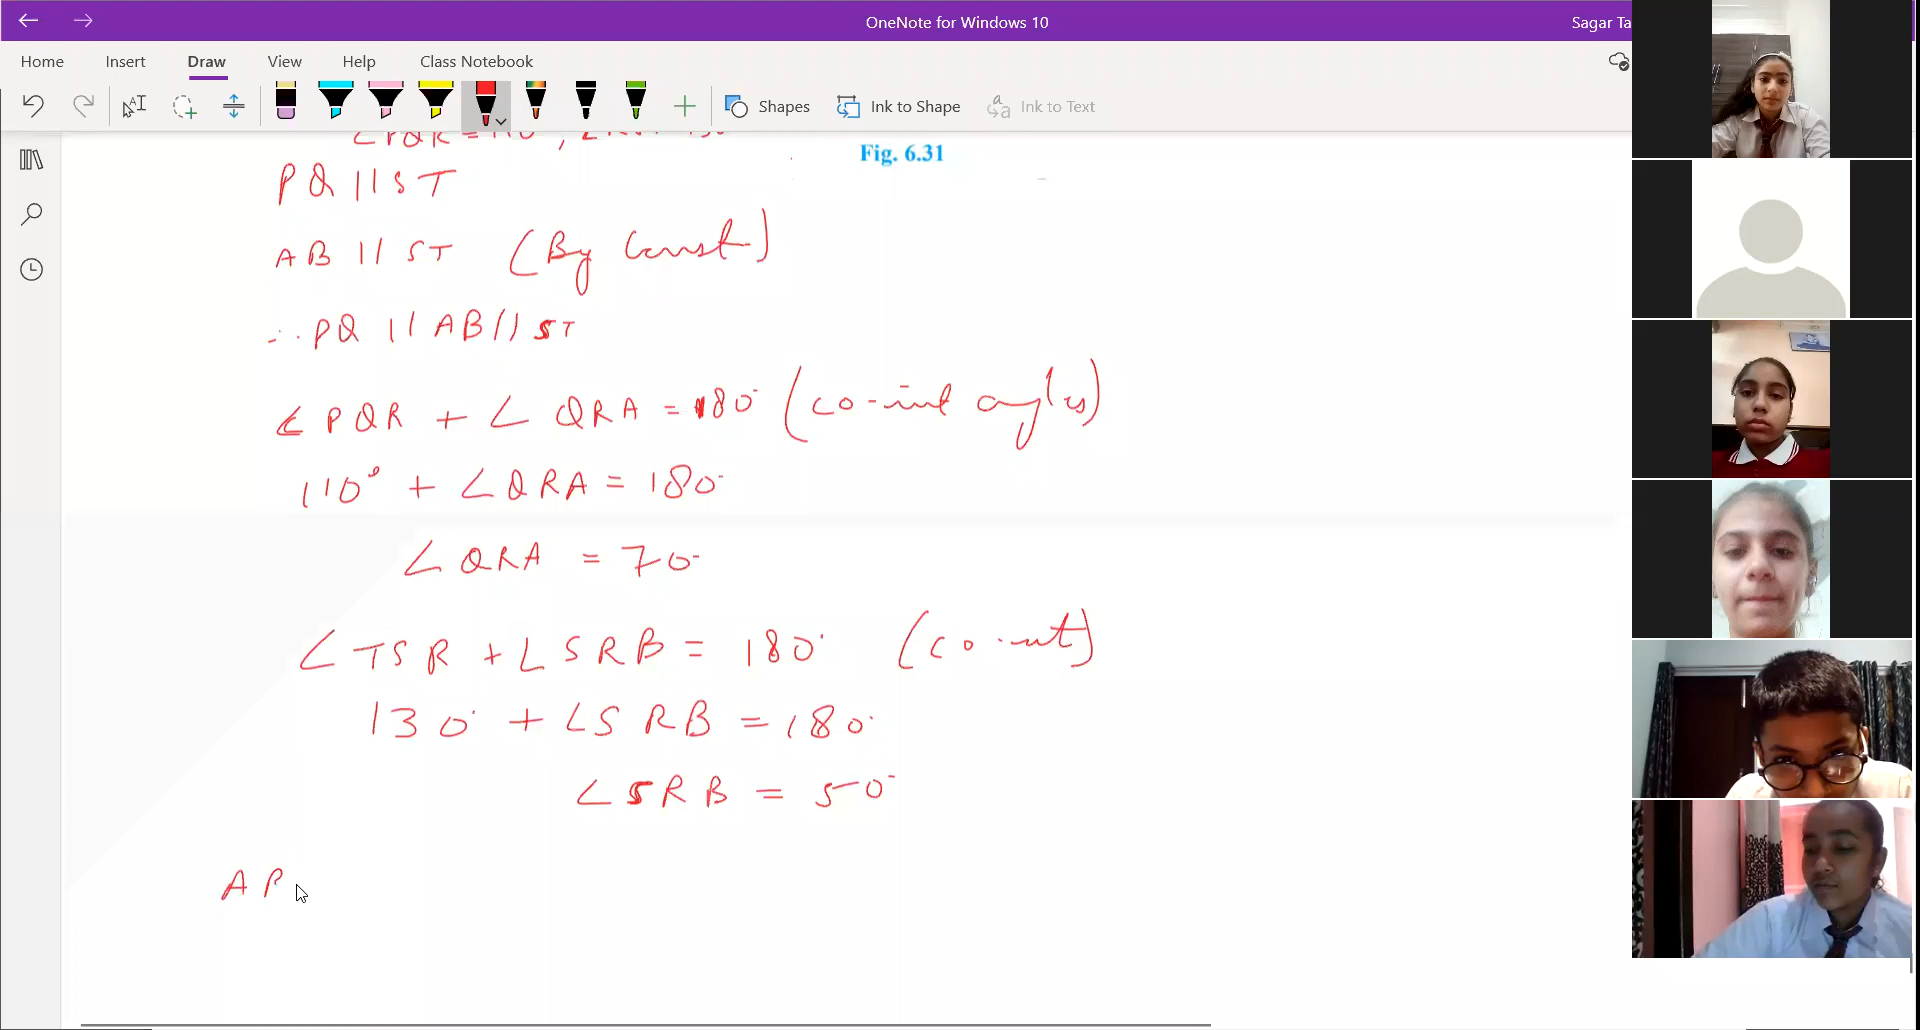 OneNote for Windows 10
Sagar Ta
Home Insert Draw View Help Class Notebook
Shapes Ink to Shape Ink to Text
Fig. 6.31
PQ || ST
AB || ST (By Const)
∴ PQ || AB || ST
∠PQR + ∠QRA = 180° (co-int angles)
110° + ∠QRA = 180°
∠QRA = 70°
∠TSR + ∠SRB = 180° (co-int)
130° + ∠SRB = 180°
∠SRB = 50°